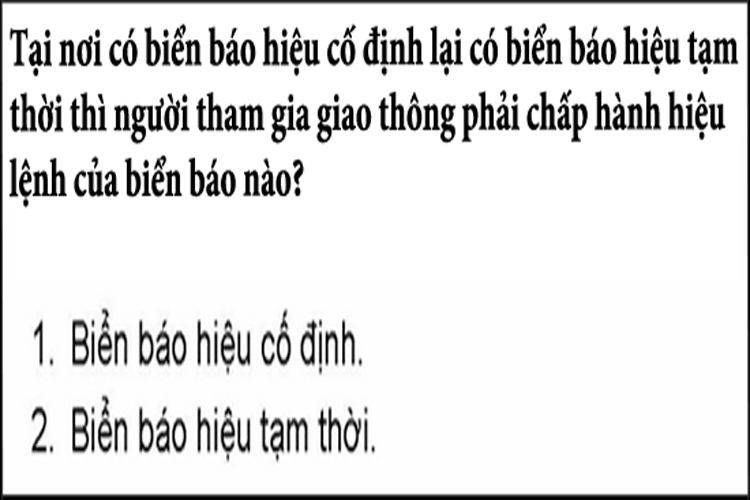 Tại nơi có biển báo hiệu cố định lại có biển báo hiệu tạm
thời thì người tham gia giao thông phải chấp hành hiệu
lệnh của biển báo nào?
1. Biển báo hiệu cố định.
2. Biển báo hiệu tạm thời.